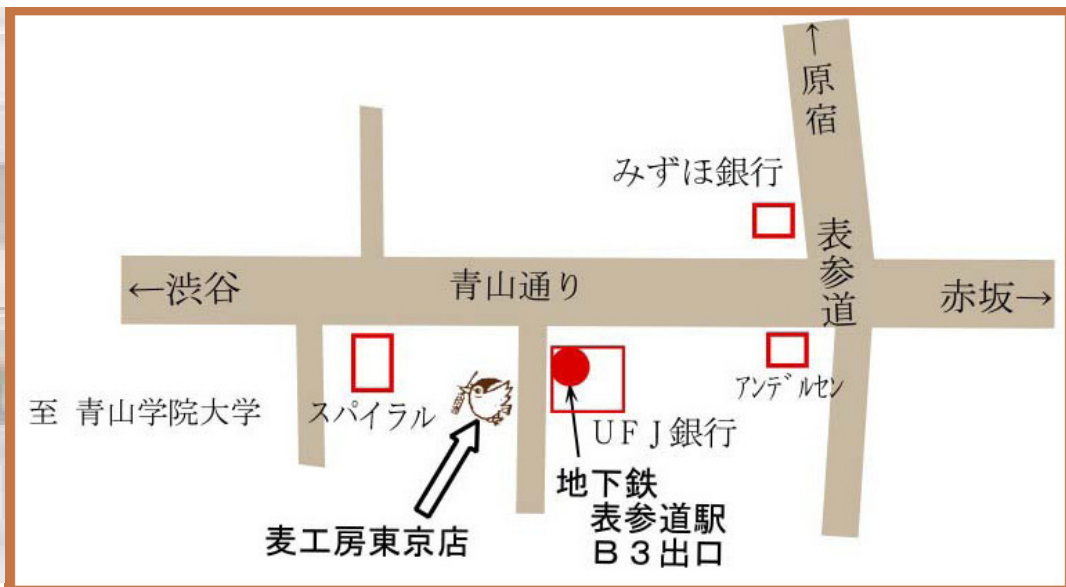 ↑原宿
みずほ銀行
表参道
←渋谷
青山通り
赤坂→
至 青山学院大学
スパイラル
アンデルセン
UFJ銀行
地下鉄
表参道駅
B3出口
麦工房東京店